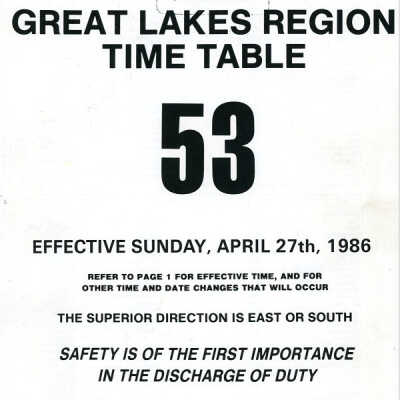 GREAT LAKES REGION
TIME TABLE
53
EFFECTIVE SUNDAY, APRIL 27th, 1986
REFER TO PAGE 1 FOR EFFECTIVE TIME, AND FOR
OTHER TIME AND DATE CHANGES THAT WILL OCCUR
THE SUPERIOR DIRECTION IS EAST OR SOUTH
SAFETY IS OF THE FIRST IMPORTANCE
IN THE DISCHARGE OF DUTY